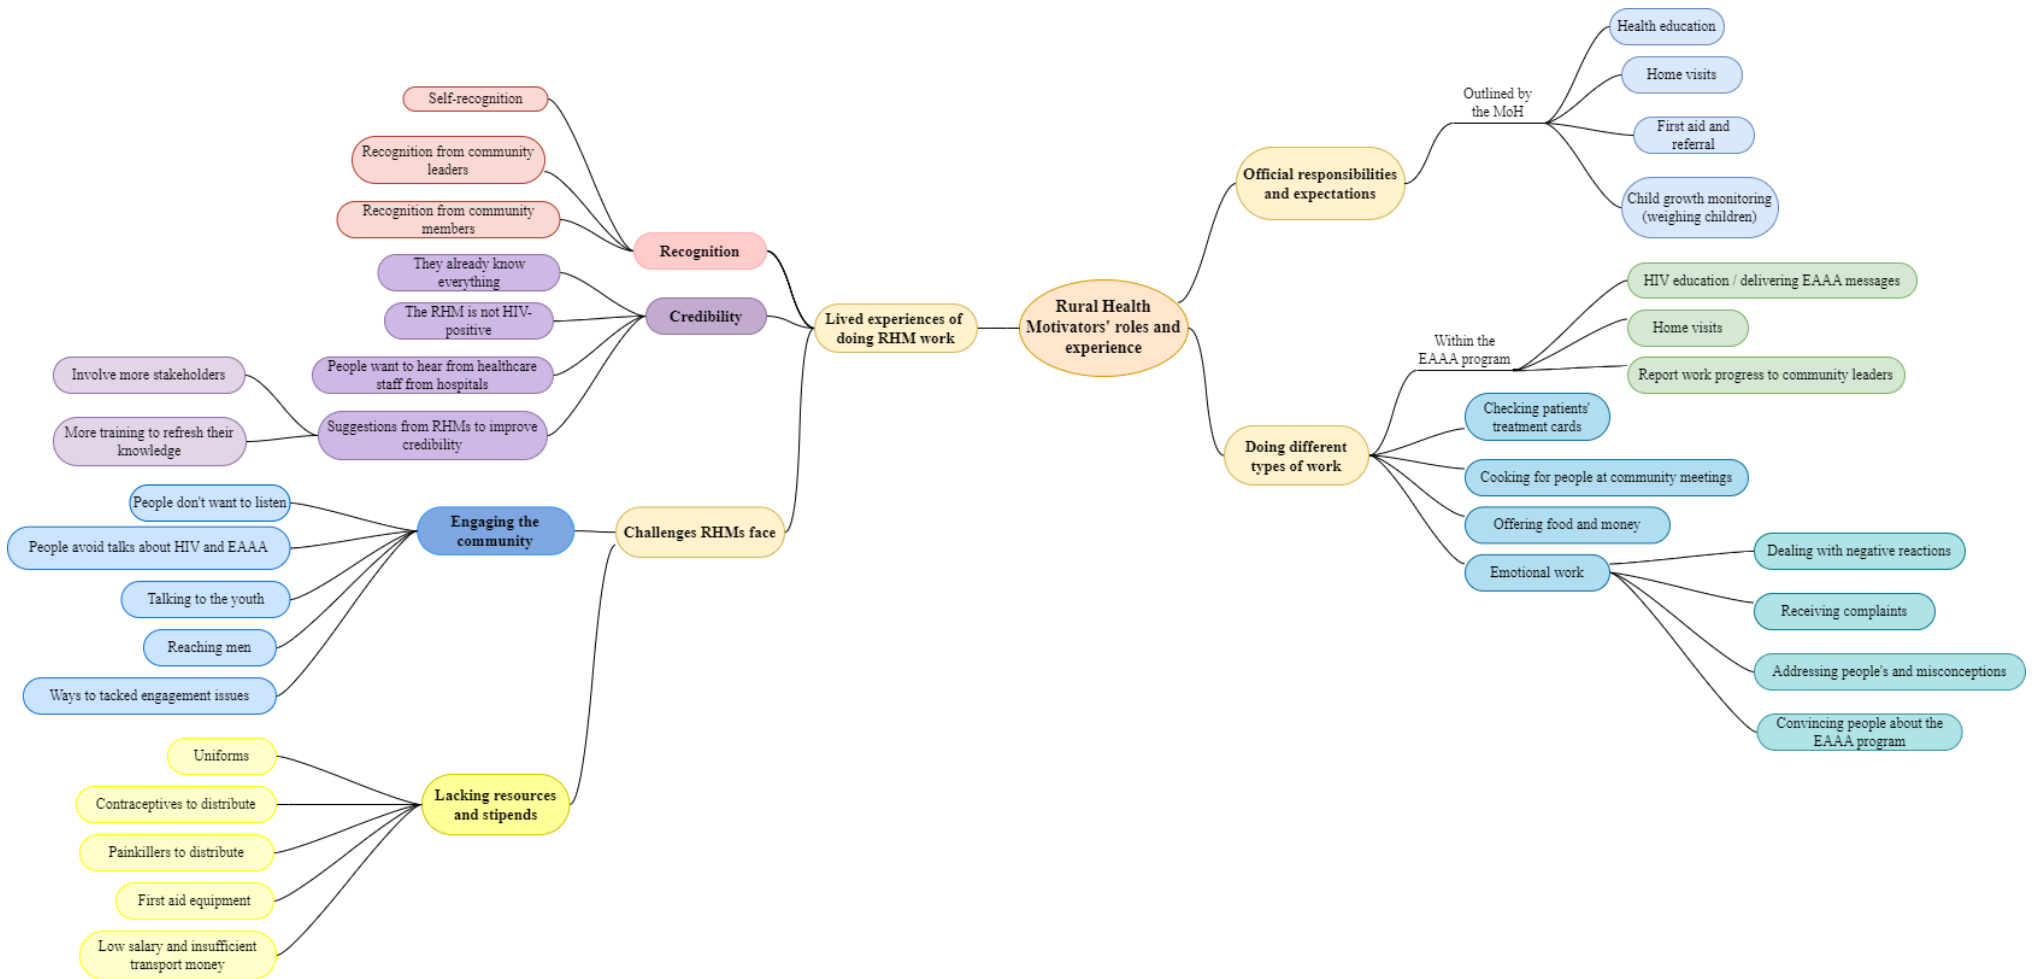 Rural Health
Motivators' roles and
experience
Official responsibilities
and expectations
Outlined by
the MoH
Health education
Home visits
First aid and
referral
Child growth monitoring
(weighing children)
Doing different
types of work
Within the
EAAA program
HIV education / delivering EAAA messages
Home visits
Report work progress to community leaders
Checking patients'
treatment cards
Cooking for people at community meetings
Offering food and money
Emotional work
Dealing with negative reactions
Receiving complaints
Addressing people's and misconceptions
Convincing people about the
EAAA program
Lived experiences of
doing RHM work
Recognition
Self-recognition
Recognition from community
leaders
Recognition from community
members
Credibility
They already know
everything
The RHM is not HIV-
positive
People want to hear from healthcare
staff from hospitals
Suggestions from RHMs to improve
credibility
Involve more stakeholders
More training to refresh their
knowledge
Challenges RHMs face
Engaging the
community
People don't want to listen
People avoid talks about HIV and EAAA
Talking to the youth
Reaching men
Ways to tacked engagement issues
Lacking resources
and stipends
Uniforms
Contraceptives to distribute
Painkillers to distribute
First aid equipment
Low salary and insufficient
transport money